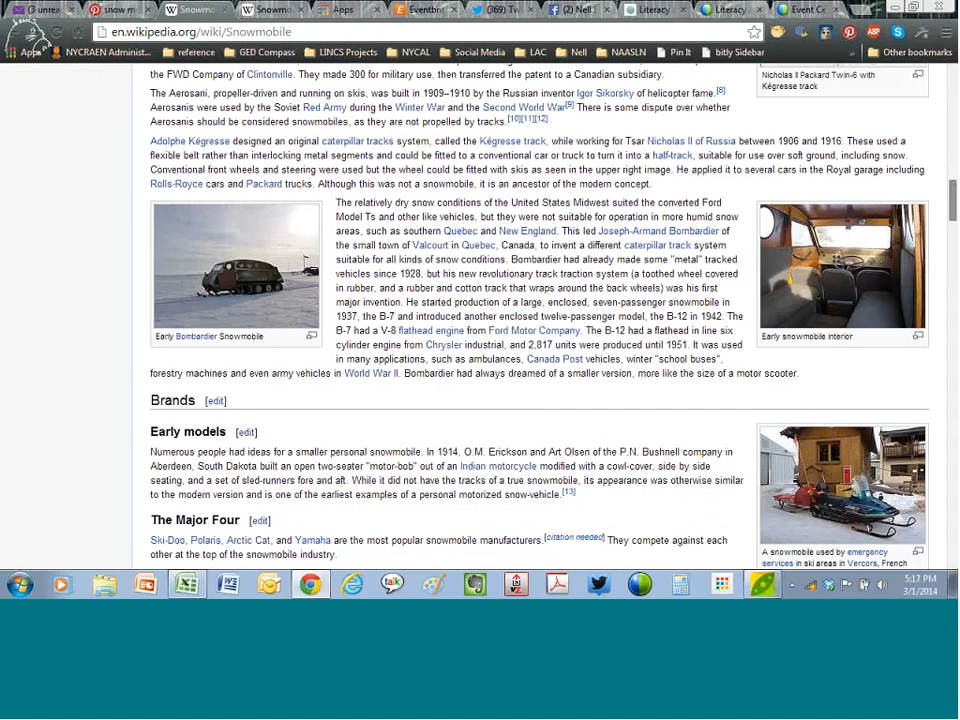 (3 unrea
snow m
Wi Snowmo
Wi Snowmo
Apps
Eventbri
(369) Tw
(2) Nell
Literacy
Literacy
Event Ce
en.wikipedia.org/wiki/Snowmobile
Apps NYCRAEN Administ... reference GED Compass LINCS Projects NYCAL Social Media LAC Nell NAASLN Pin It bitly Sidebar » Other bookmarks
the FWD Company of Clintonville. They made 300 for military use, then transferred the patent to a Canadian subsidiary.
Nicholas II Packard Twin-6 with
Kégresse track
The Aerosani, propeller-driven and running on skis, was built in 1909–1910 by the Russian inventor Igor Sikorsky of helicopter fame.[8]
Aerosanis were used by the Soviet Red Army during the Winter War and the Second World War[9] There is some dispute over whether
Aerosanis should be considered snowmobiles, as they are not propelled by tracks.[10][11][12]
Adolphe Kégresse designed an original caterpillar tracks system, called the Kégresse track, while working for Tsar Nicholas II of Russia between 1906 and 1916. These used a
flexible belt rather than interlocking metal segments and could be fitted to a conventional car or truck to turn it into a half-track, suitable for use over soft ground, including snow.
Conventional front wheels and steering were used but the wheel could be fitted with skis as seen in the upper right image. He applied it to several cars in the Royal garage including
Rolls-Royce cars and Packard trucks. Although this was not a snowmobile, it is an ancestor of the modern concept.
The relatively dry snow conditions of the United States Midwest suited the converted Ford
Model Ts and other like vehicles, but they were not suitable for operation in more humid snow
areas, such as southern Quebec and New England. This led Joseph-Armand Bombardier of
the small town of Valcourt in Quebec, Canada, to invent a different caterpillar track system
suitable for all kinds of snow conditions. Bombardier had already made some "metal" tracked
vehicles since 1928, but his new revolutionary track traction system (a toothed wheel covered
in rubber, and a rubber and cotton track that wraps around the back wheels) was his first
major invention. He started production of a large, enclosed, seven-passenger snowmobile in
1937, the B-7 and introduced another enclosed twelve-passenger model, the B-12 in 1942. The
B-7 had a V-8 flathead engine from Ford Motor Company. The B-12 had a flathead in line six
cylinder engine from Chrysler industrial, and 2,817 units were produced until 1951. It was used
in many applications, such as ambulances, Canada Post vehicles, winter "school buses",
forestry machines and even army vehicles in World War II. Bombardier had always dreamed of a smaller version, more like the size of a motor scooter.
Early Bombardier Snowmobile
Early snowmobile interior
Brands [edit]
Early models [edit]
Numerous people had ideas for a smaller personal snowmobile. In 1914, O.M. Erickson and Art Olsen of the P.N. Bushnell company in
Aberdeen, South Dakota built an open two-seater "motor-bob" out of an Indian motorcycle modified with a cowl-cover, side by side
seating, and a set of sled-runners fore and aft. While it did not have the tracks of a true snowmobile, its appearance was otherwise similar
to the modern version and is one of the earliest examples of a personal motorized snow-vehicle.[13]
The Major Four [edit]
Ski-Doo, Polaris, Arctic Cat, and Yamaha are the most popular snowmobile manufacturers.[citation needed] They compete against each
other at the top of the snowmobile industry.
A snowmobile used by emergency
services in ski areas in Vercors, French
talk
5:17 PM
3/1/2014